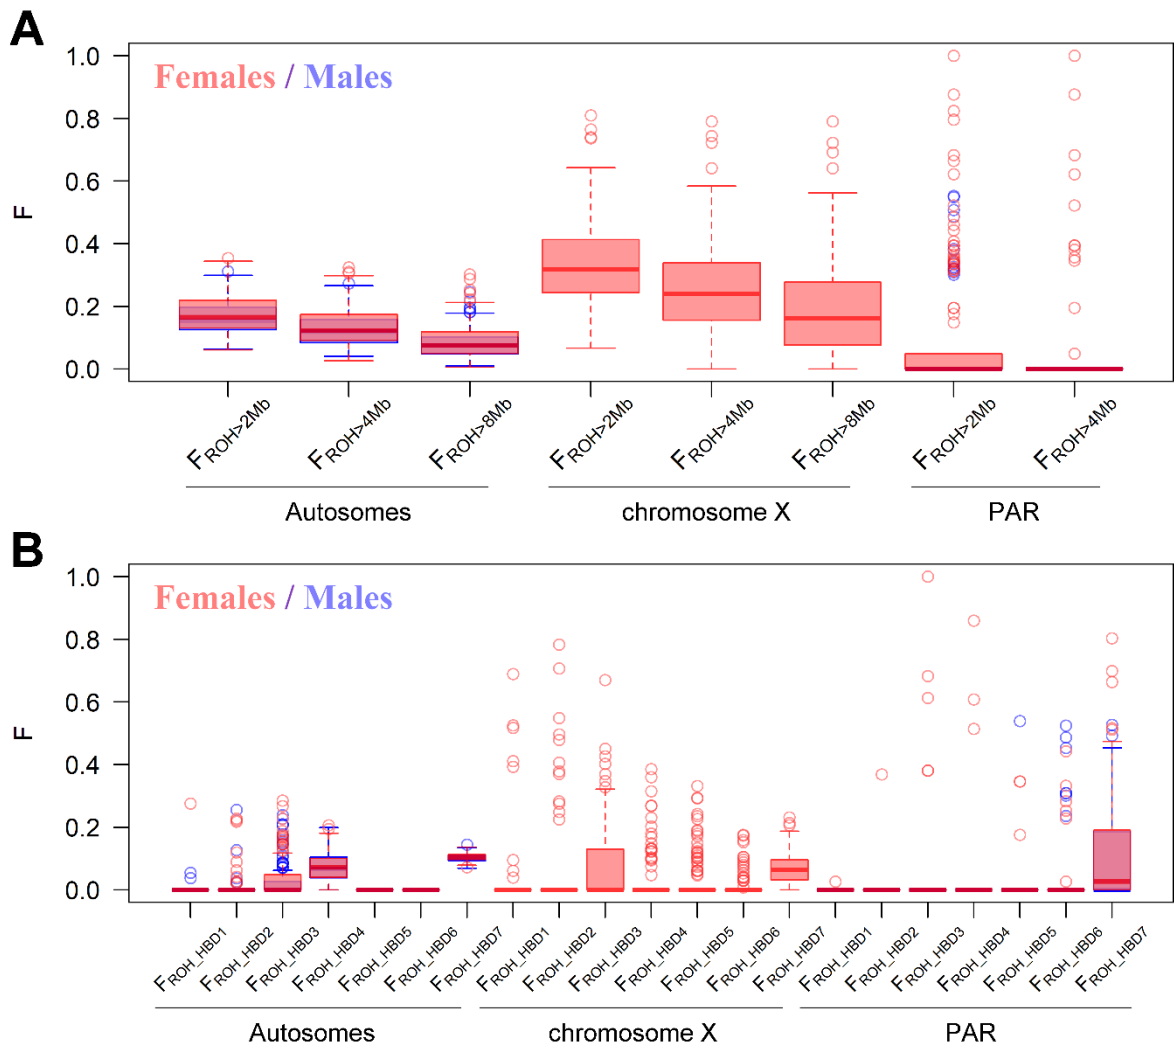 A
Females / Males
1.0
0.8
0.6
0.4
0.2
0.0
F
FROH>2Mb FROH>4Mb FROH>8Mb FROH>2Mb FROH>4Mb FROH>8Mb FROH>2Mb FROH>4Mb
Autosomes chromosome X PAR
B
Females / Males
1.0
0.8
0.6
0.4
0.2
0.0
F
FROH_HBD1 FROH_HBD2 FROH_HBD3 FROH_HBD4 FROH_HBD5 FROH_HBD6 FROH_HBD7 FROH_HBD1 FROH_HBD2 FROH_HBD3 FROH_HBD4 FROH_HBD5 FROH_HBD6 FROH_HBD7 FROH_HBD1 FROH_HBD2 FROH_HBD3 FROH_HBD4 FROH_HBD5 FROH_HBD6 FROH_HBD7
Autosomes chromosome X PAR